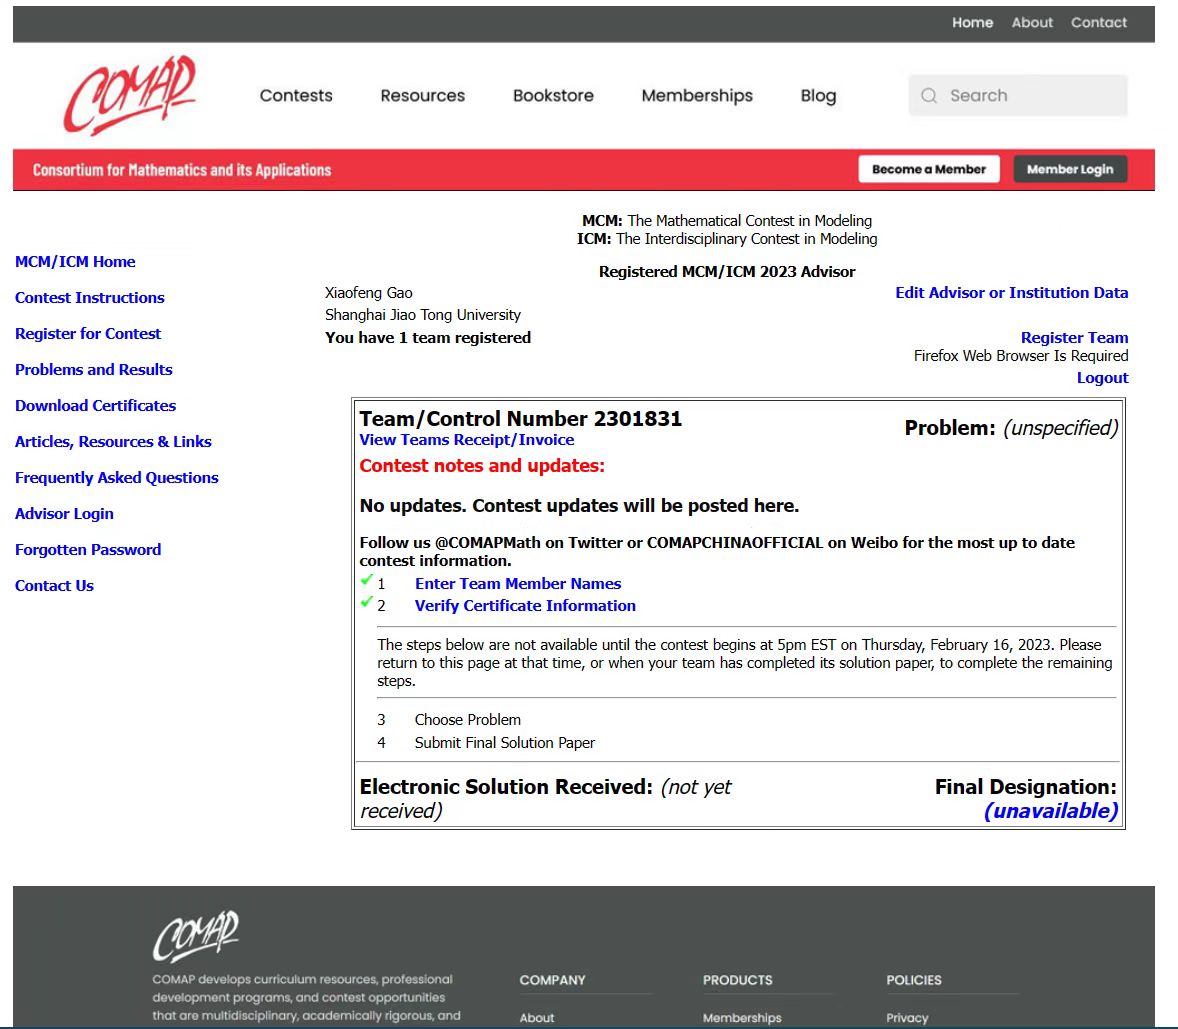 Home About Contact
COMAP
Contests Resources Bookstore Memberships Blog Search
Consortium for Mathematics and its Applications Become a Member Member Login
MCM: The Mathematical Contest in Modeling
ICM: The Interdisciplinary Contest in Modeling
MCM/ICM Home
Contest Instructions
Register for Contest
Problems and Results
Download Certificates
Articles, Resources & Links
Frequently Asked Questions
Advisor Login
Forgotten Password
Contact Us
Registered MCM/ICM 2023 Advisor
Xiaofeng Gao
Shanghai Jiao Tong University
You have 1 team registered
Edit Advisor or Institution Data
Register Team
Firefox Web Browser Is Required
Logout
Team/Control Number 2301831
View Teams Receipt/Invoice
Problem: (unspecified)
Contest notes and updates:
No updates. Contest updates will be posted here.
Follow us @COMAPMath on Twitter or COMAPCHINAOFFICIAL on Weibo for the most up to date
contest information.
1 Enter Team Member Names
2 Verify Certificate Information
The steps below are not available until the contest begins at 5pm EST on Thursday, February 16, 2023. Please
return to this page at that time, or when your team has completed its solution paper, to complete the remaining
steps.
3 Choose Problem
4 Submit Final Solution Paper
Electronic Solution Received: (not yet
received)
Final Designation:
(unavailable)
COMAP
COMAP develops curriculum resources, professional
development programs, and contest opportunities
that are multidisciplinary, academically rigorous, and
COMPANY
About
PRODUCTS
Memberships
POLICIES
Privacy